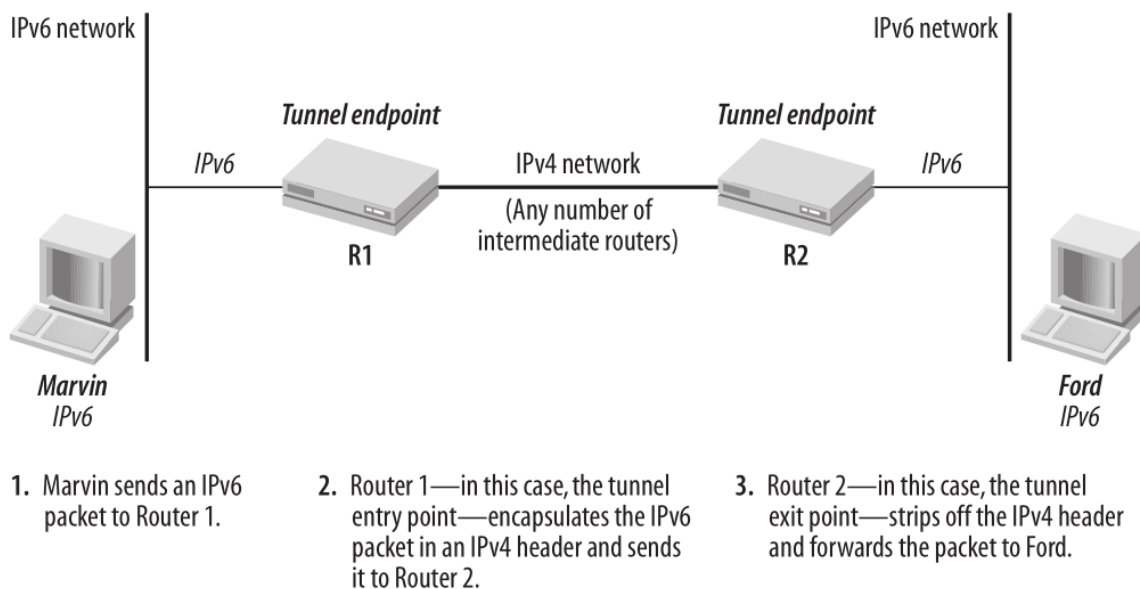 IPv6 network
IPv6 network
Tunnel endpoint
Tunnel endpoint
IPv6
IPv4 network
IPv6
(Any number of
intermediate routers)
R1
R2
Marvin
IPv6
Ford
IPv6
1. Marvin sends an IPv6
packet to Router 1.
2. Router 1—in this case, the tunnel
entry point—encapsulates the IPv6
packet in an IPv4 header and sends
it to Router 2.
3. Router 2—in this case, the tunnel
exit point—strips off the IPv4 header
and forwards the packet to Ford.